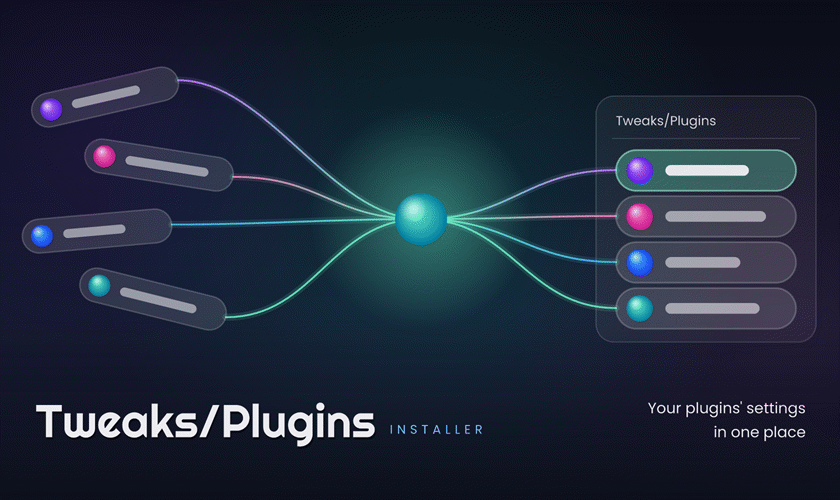 Tweaks/Plugins
Tweaks/Plugins INSTALLER
Your plugins' settings
in one place